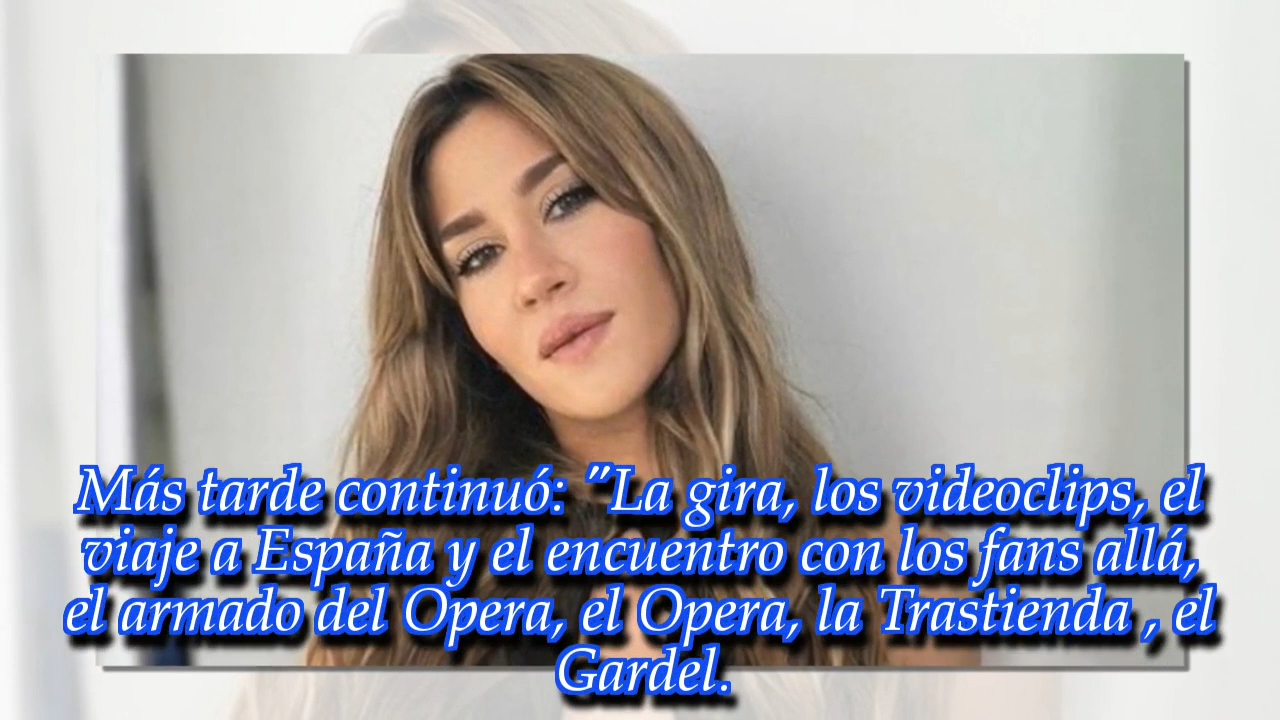 Más tarde continuó: "La gira, los videoclips, el
viaje a España y el encuentro con los fans allá,
el armado del Opera, el Opera, la Trastienda , el
Gardel.